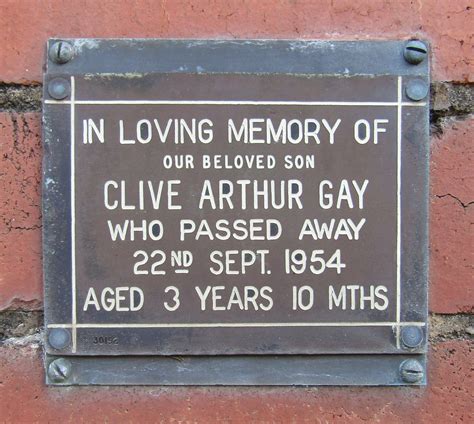 IN LOVING MEMORY OF
OUR BELOVED SON
CLIVE ARTHUR GAY
WHO PASSED AWAY
22ND SEPT. 1954
AGED 3 YEARS 10 MTHS